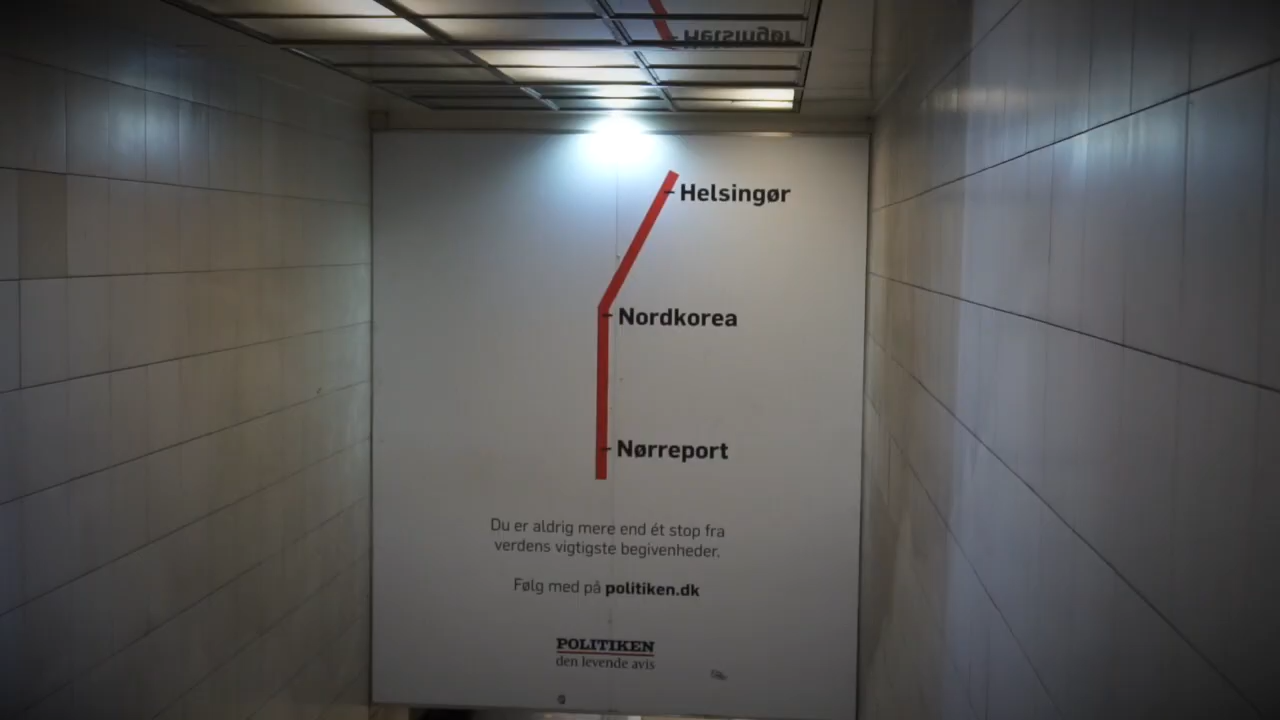 Helsingør
Nordkorea
Nørreport
Du er aldrig mere end ét stop fra
verdens vigtigste begivenheder.
Følg med på politiken.dk
POLITIKEN
den levende avis